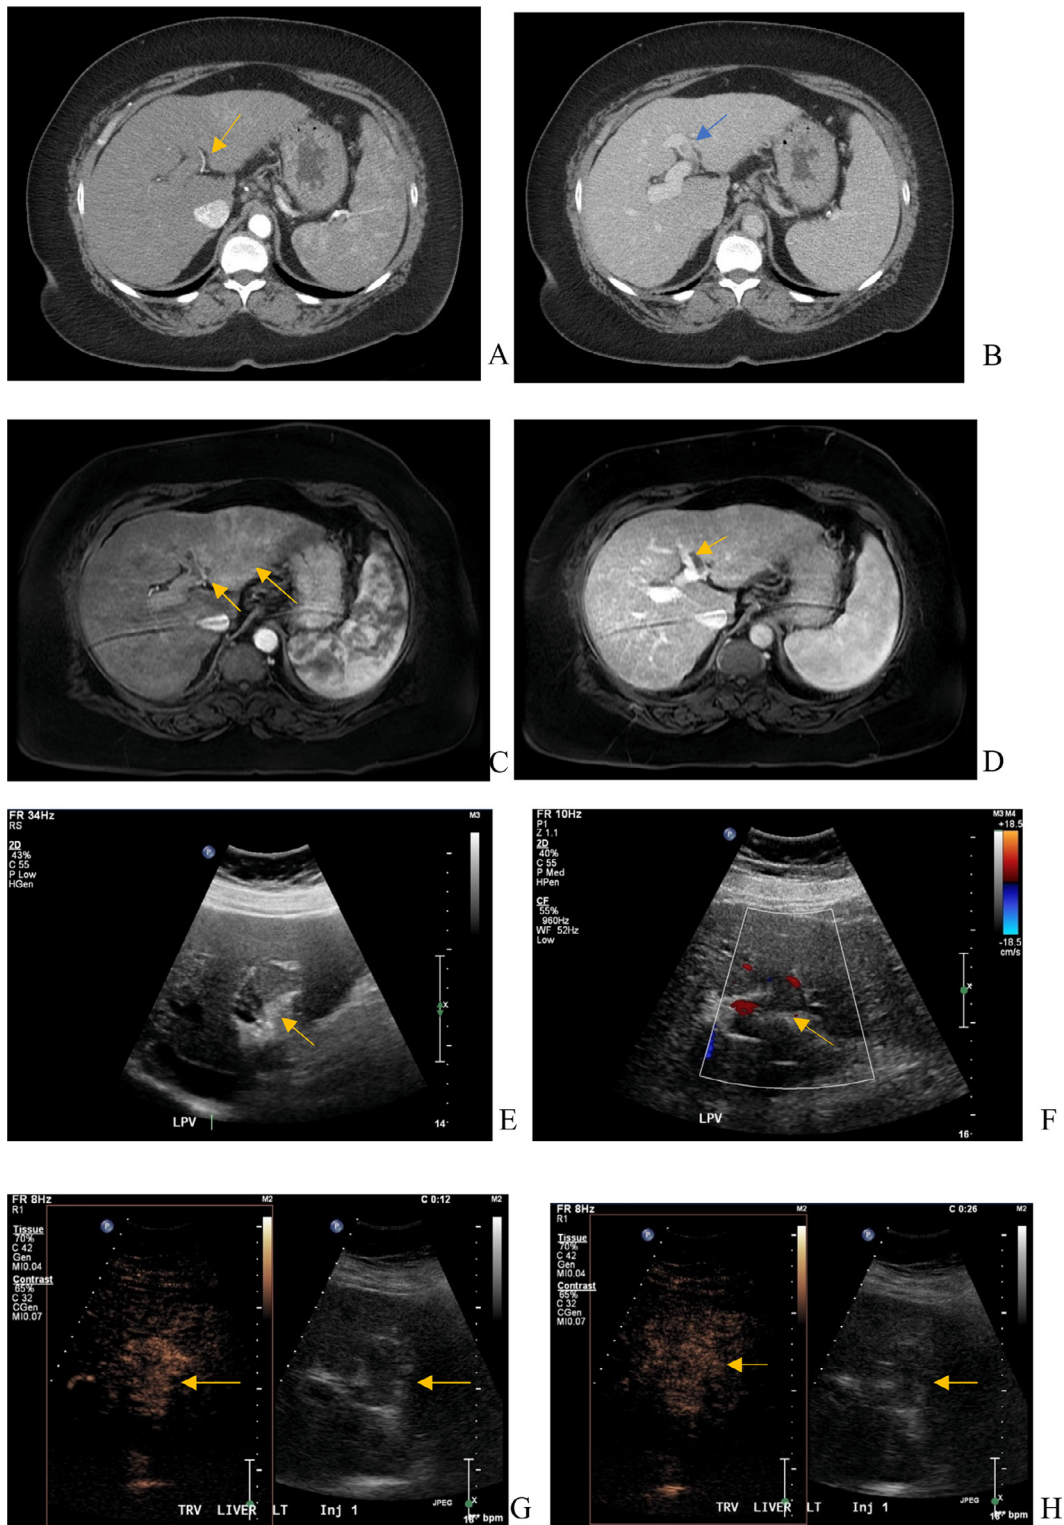 A
B
C
D
FR 34Hz
RS
2D
43%
C 55
P Low
HGen
M3
LPV
14
E
FR 10Hz
P1
Z 1.1
2D
40%
C 55
P Med
HPen
CF
55%
960Hz
WF 52Hz
Low
M3 M4
+18.5
-18.5
cm/s
x
LPV
16
F
FR 8Hz
R1
Tissue
70%
C 42
Gen
MI0.04
Contrast
65%
C 32
CGen
MI0.07
M2
C 0:12
M2
TRV LIVER LT Inj 1
JPEG
bpm
G
FR 8Hz
R1
Tissue
70%
C 42
Gen
MI0.04
Contrast
65%
C 32
CGen
MI0.07
M2
C 0:26
M2
TRV LIVER LT Inj 1
JPEG
bpm
H